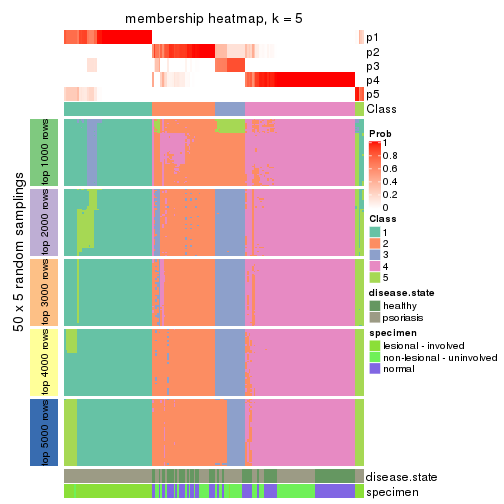 membership heatmap, k = 5
p1
p2
p3
p4
p5
Class
50 x 5 random samplings
top 1000 rows
top 2000 rows
top 3000 rows
top 4000 rows
top 5000 rows
disease.state
specimen
Prob
1
0.8
0.6
0.4
0.2
0
Class
1
2
3
4
5
disease.state
healthy
psoriasis
specimen
lesional - involved
non-lesional - uninvolved
normal